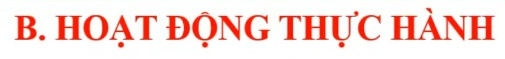 B. HOẠT ĐỘNG THỰC HÀNH